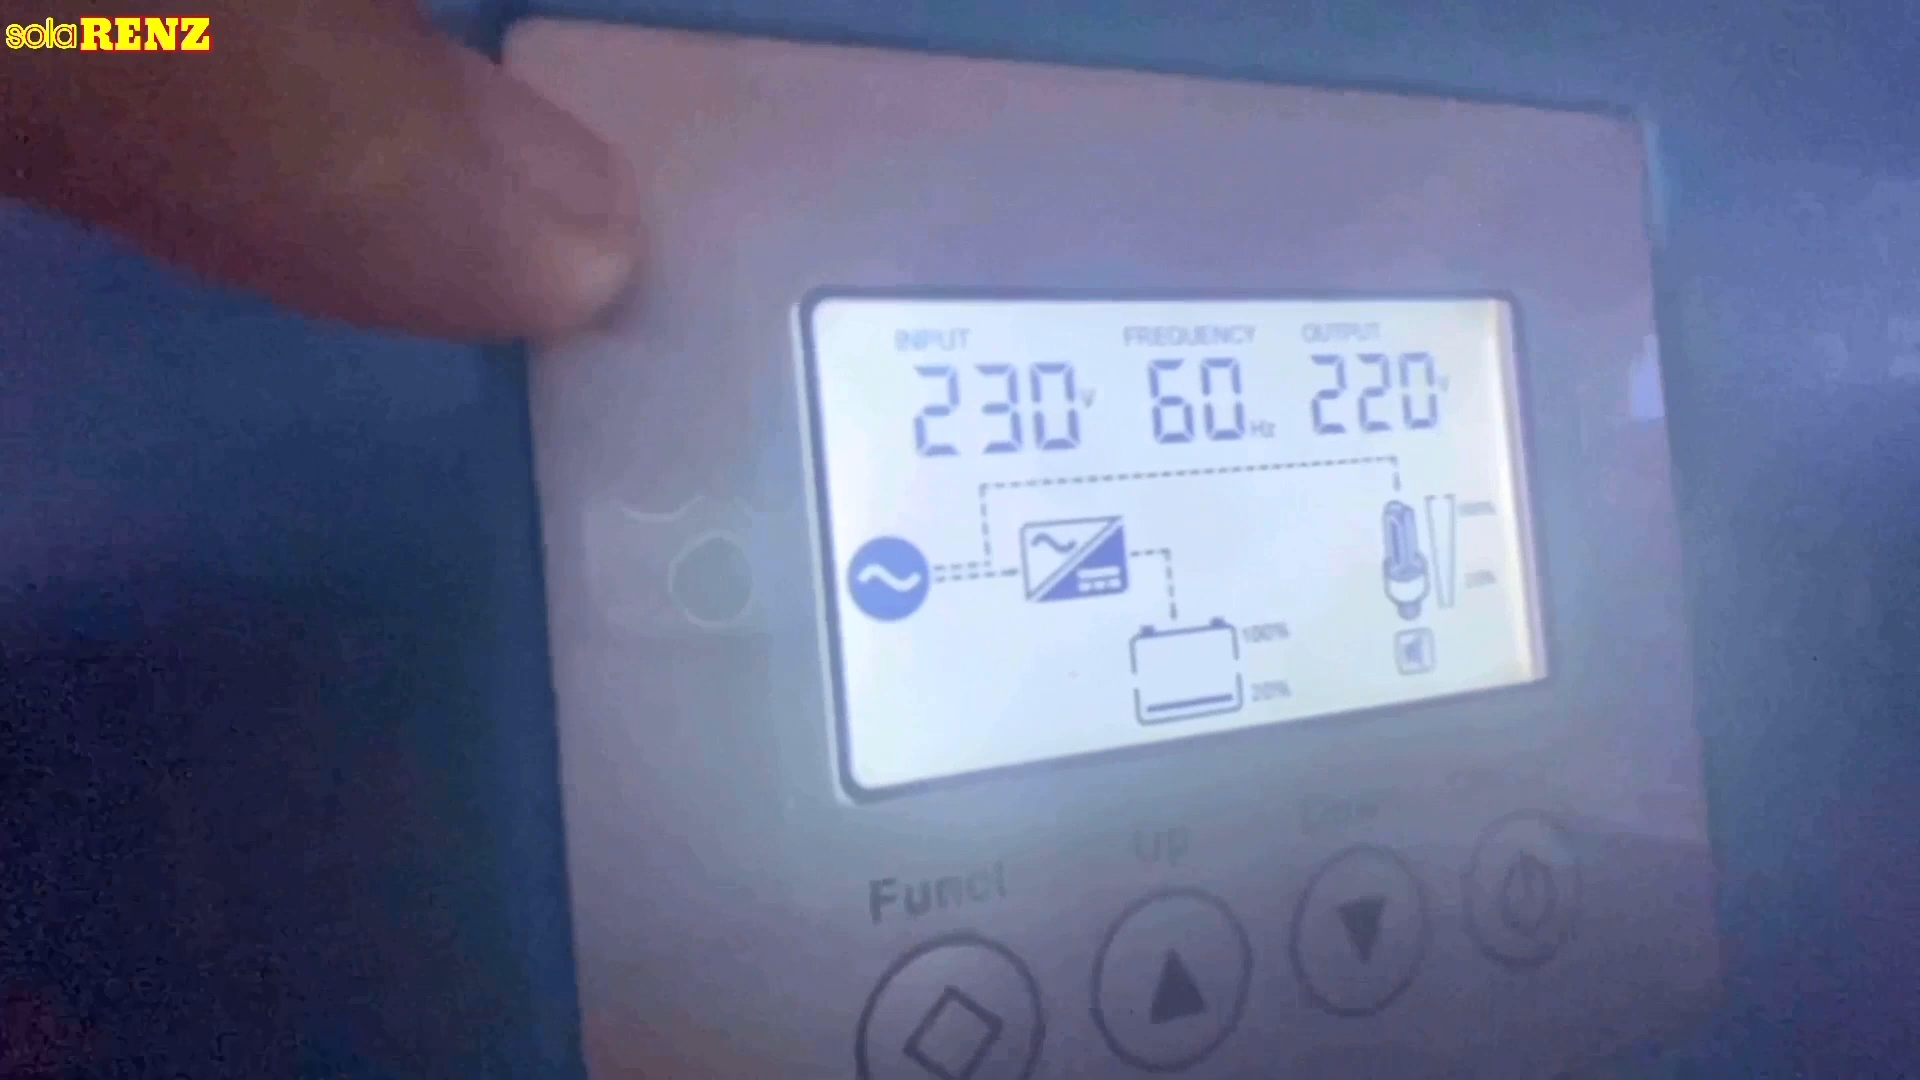 solaRENZ
INPUT FREQUENCY OUTPUT
230V 60Hz 220V
100%
20%
100%
20%
Funct UP Down